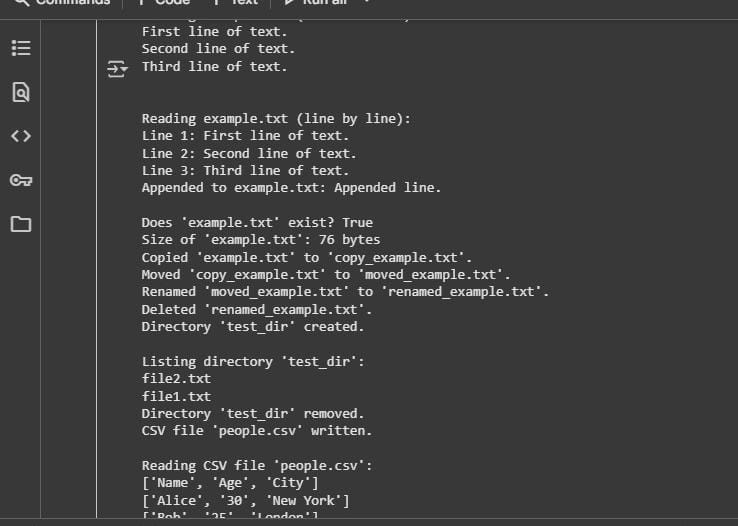 Commands
Code
Text
Run all
First line of text.
Second line of text.
Third line of text.
Reading example.txt (line by line):
Line 1: First line of text.
Line 2: Second line of text.
Line 3: Third line of text.
Appended to example.txt: Appended line.
Does 'example.txt' exist? True
Size of 'example.txt': 76 bytes
Copied 'example.txt' to 'copy_example.txt'.
Moved 'copy_example.txt' to 'moved_example.txt'.
Renamed 'moved_example.txt' to 'renamed_example.txt'.
Deleted 'renamed_example.txt'.
Directory 'test_dir' created.
Listing directory 'test_dir':
file2.txt
file1.txt
Directory 'test_dir' removed.
CSV file 'people.csv' written.
Reading CSV file 'people.csv':
['Name', 'Age', 'City']
['Alice', '30', 'New York']
['Bob', '25', 'London']